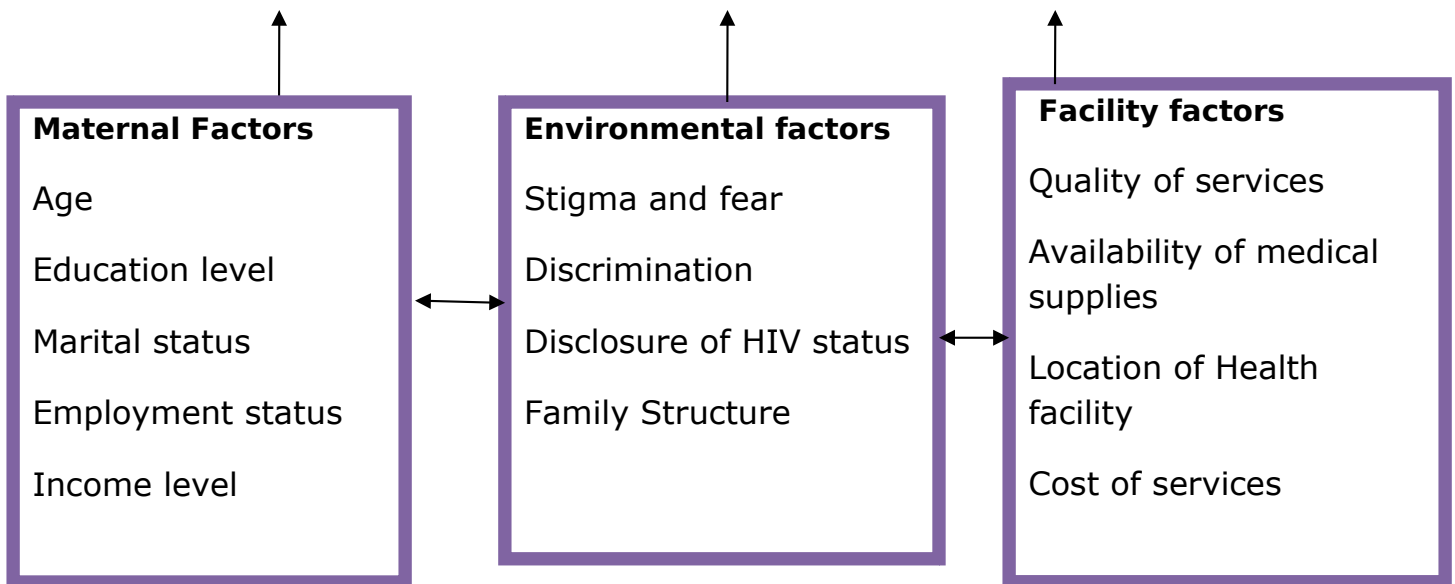 Maternal Factors
Age
Education level
Marital status
Employment status
Income level
Environmental factors
Stigma and fear
Discrimination
Disclosure of HIV status
Family Structure
Facility factors
Quality of services
Availability of medical
supplies
Location of Health
facility
Cost of services